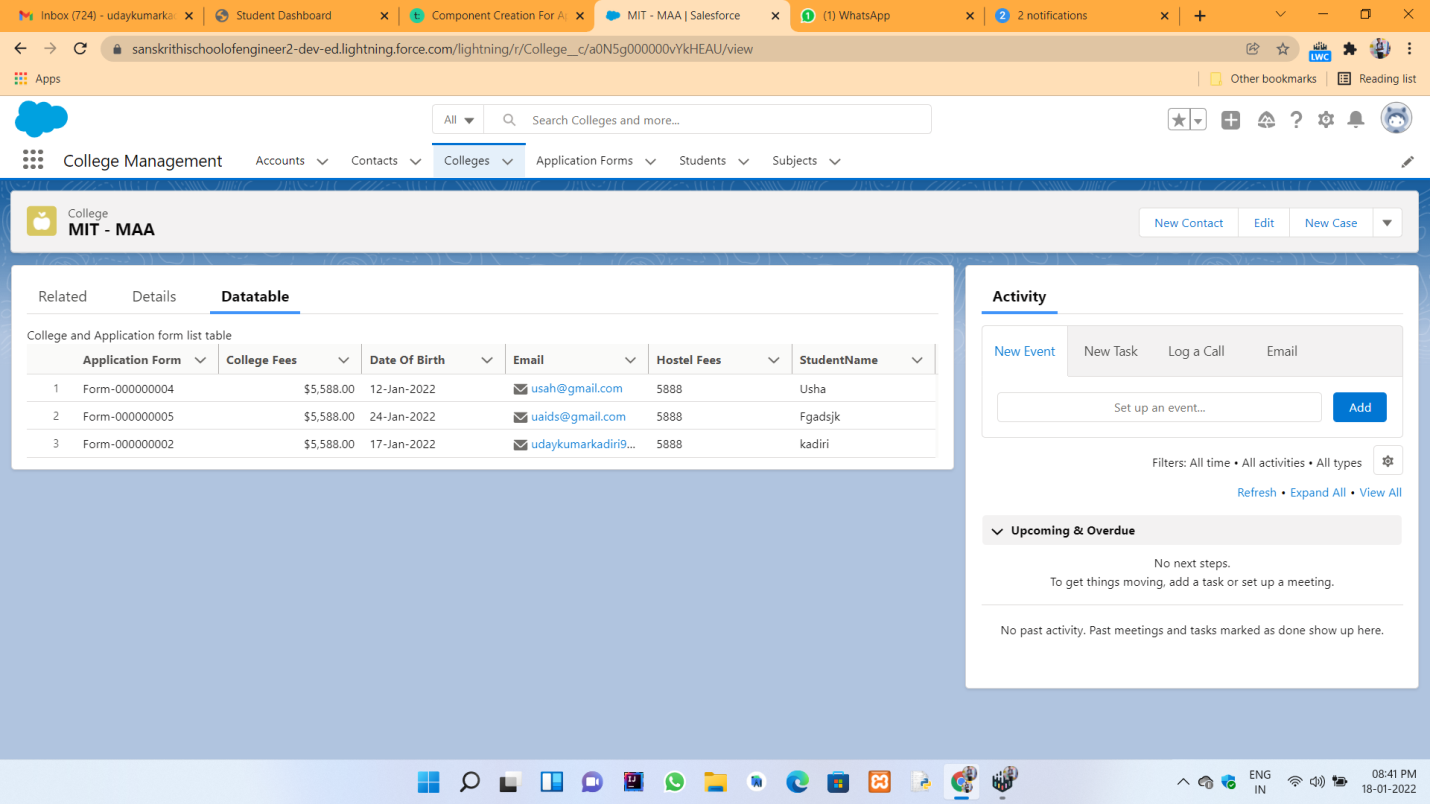 Inbox (724) - udaykumarka
Student Dashboard
Component Creation For Ap
MIT - MAA | Salesforce
1
(1) WhatsApp
2
2 notifications
sanskrithischoolofengineer2-dev-ed.lightning.force.com/lightning/r/College__c/a0N5g000000vYkHEAU/view
LWC
Apps
Other bookmarks
Reading list
All
Search Colleges and more...
College Management
Accounts
Contacts
Colleges
Application Forms
Students
Subjects
College
MIT - MAA
New Contact
Edit
New Case
Related
Details
Datatable
College and Application form list table
Application Form College Fees Date Of Birth Email Hostel Fees StudentName
1 Form-000000004 $5,588.00 12-Jan-2022 usah@gmail.com 5888 Usha
2 Form-000000005 $5,588.00 24-Jan-2022 uaids@gmail.com 5888 Fgadsjk
3 Form-000000002 $5,588.00 17-Jan-2022 udaykumarkadiri9... 5888 kadiri
Activity
New Event
New Task
Log a Call
Email
Set up an event...
Add
Filters: All time • All activities • All types
Refresh • Expand All • View All
Upcoming & Overdue
No next steps.
To get things moving, add a task or set up a meeting.
No past activity. Past meetings and tasks marked as done show up here.
ENG
IN
08:41 PM
18-01-2022